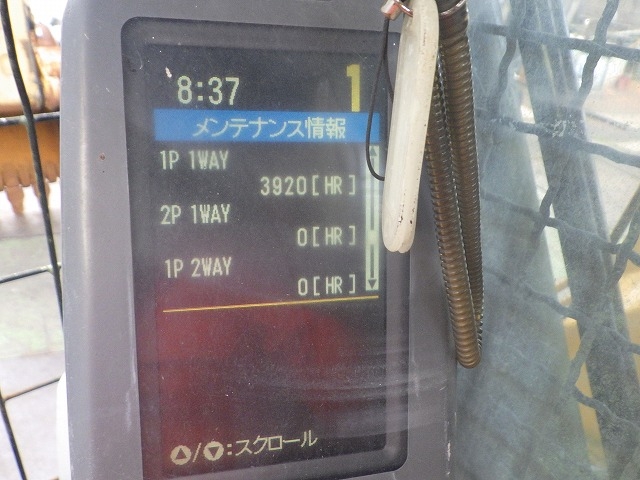 8:37 1
メンテナンス情報
1P 1WAY
3920[HR]
2P 1WAY
0[HR]
1P 2WAY
0[HR]
▲/▼:スクロール